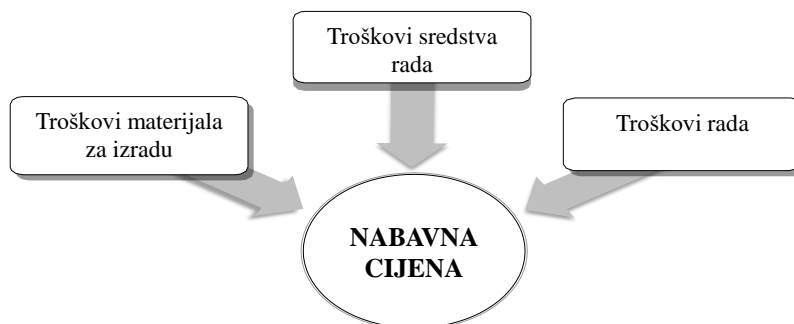 Troškovi sredstva
rada
Troškovi materijala
za izradu
Troškovi rada
NABAVNA
CIJENA